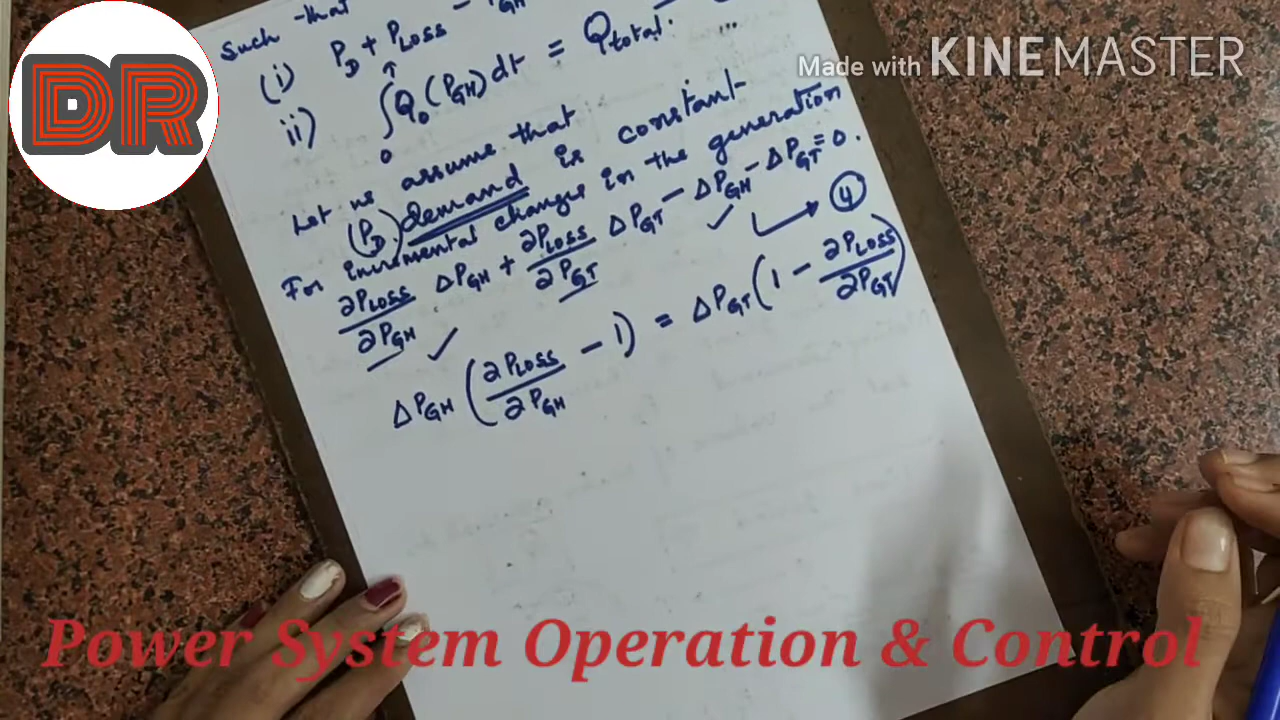 DR
Made with KINEMASTER
Such that
(i) P_D + P_LOSS - P_GH
ii) ∫₀^T Q₀(P_GH)dt = Q_total. ...
Let us assume that
(P_D) demand is constant
For incremental changes in the generation
∂P_LOSS/∂P_GH ΔP_GH + ∂P_LOSS/∂P_GT ΔP_GT - ΔP_GH - ΔP_GT = 0.
④
ΔP_GH (∂P_LOSS/∂P_GH - 1) = ΔP_GT (1 - ∂P_LOSS/∂P_GT)
Power System Operation & Control